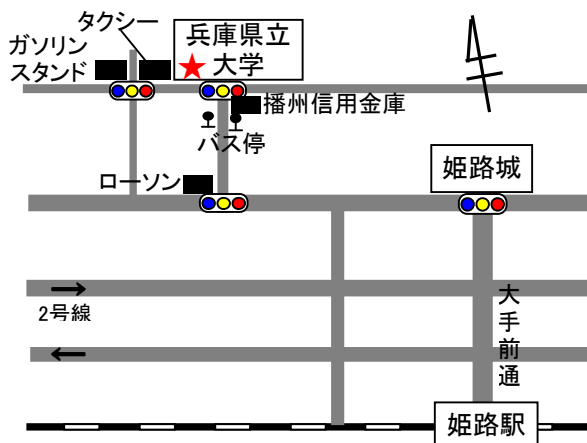 タクシー
ガソリン
スタンド
兵庫県立
大学
播州信用金庫
バス停
ローソン
姫路城
2号線
大手前通
姫路駅